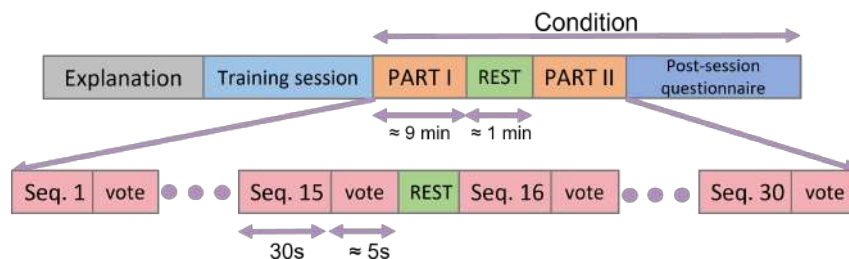 Condition
Explanation
Training session
PART I
REST
PART II
Post-session
questionnaire
≈ 9 min
≈ 1 min
Seq. 1
vote
Seq. 15
vote
REST
Seq. 16
vote
Seq. 30
vote
30s
≈ 5s